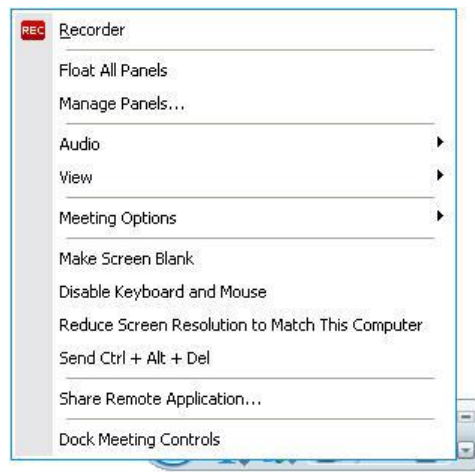 REC Recorder
Float All Panels
Manage Panels...
Audio
View
Meeting Options
Make Screen Blank
Disable Keyboard and Mouse
Reduce Screen Resolution to Match This Computer
Send Ctrl + Alt + Del
Share Remote Application...
Dock Meeting Controls